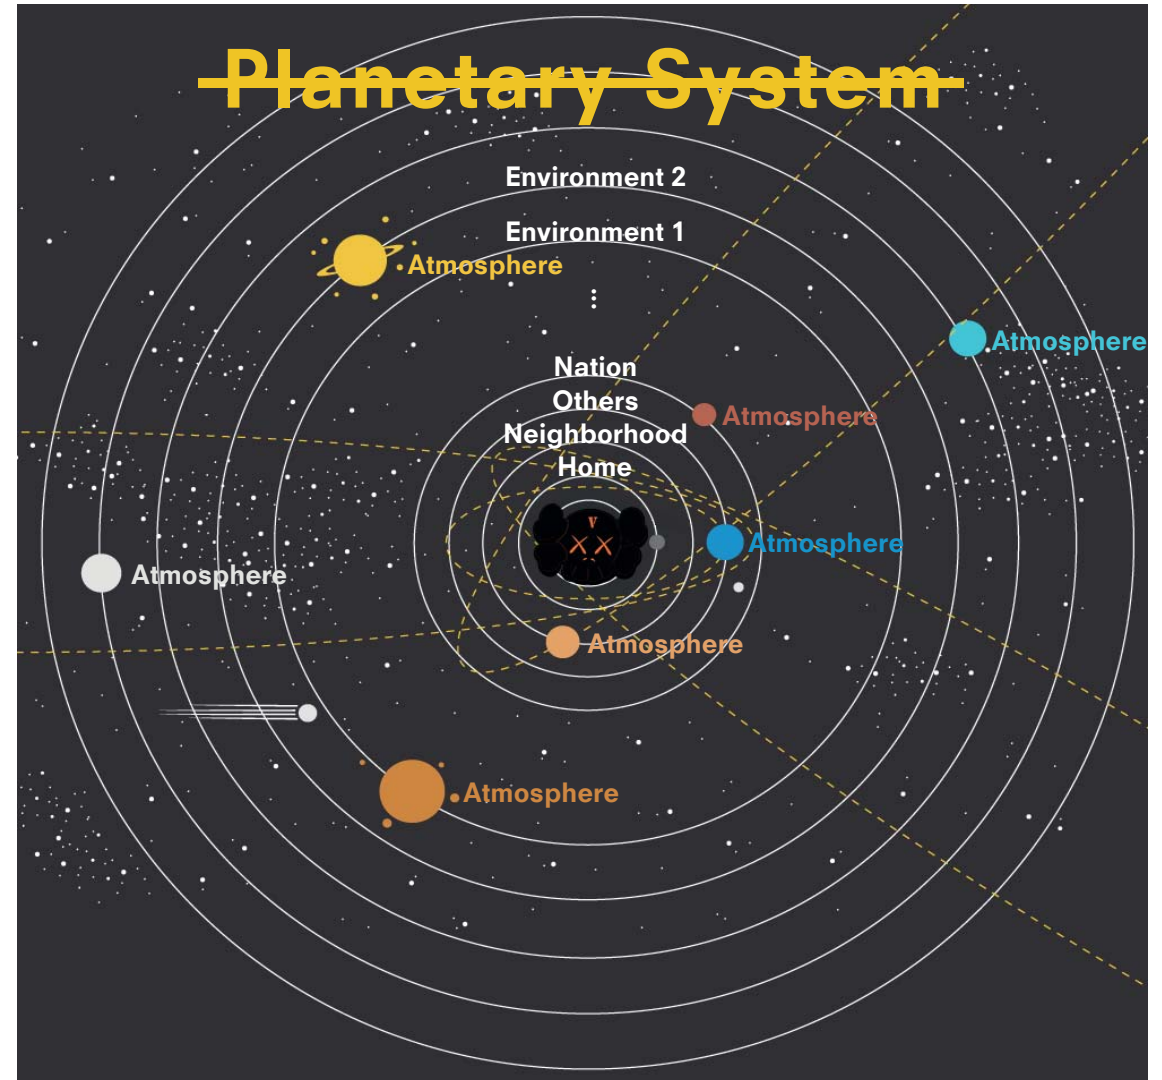 Planetary System
Environment 2
Environment 1
Atmosphere
⋮
Atmosphere
Nation
Others
Atmosphere
Neighborhood
Home
V
Atmosphere
Atmosphere
Atmosphere
Atmosphere